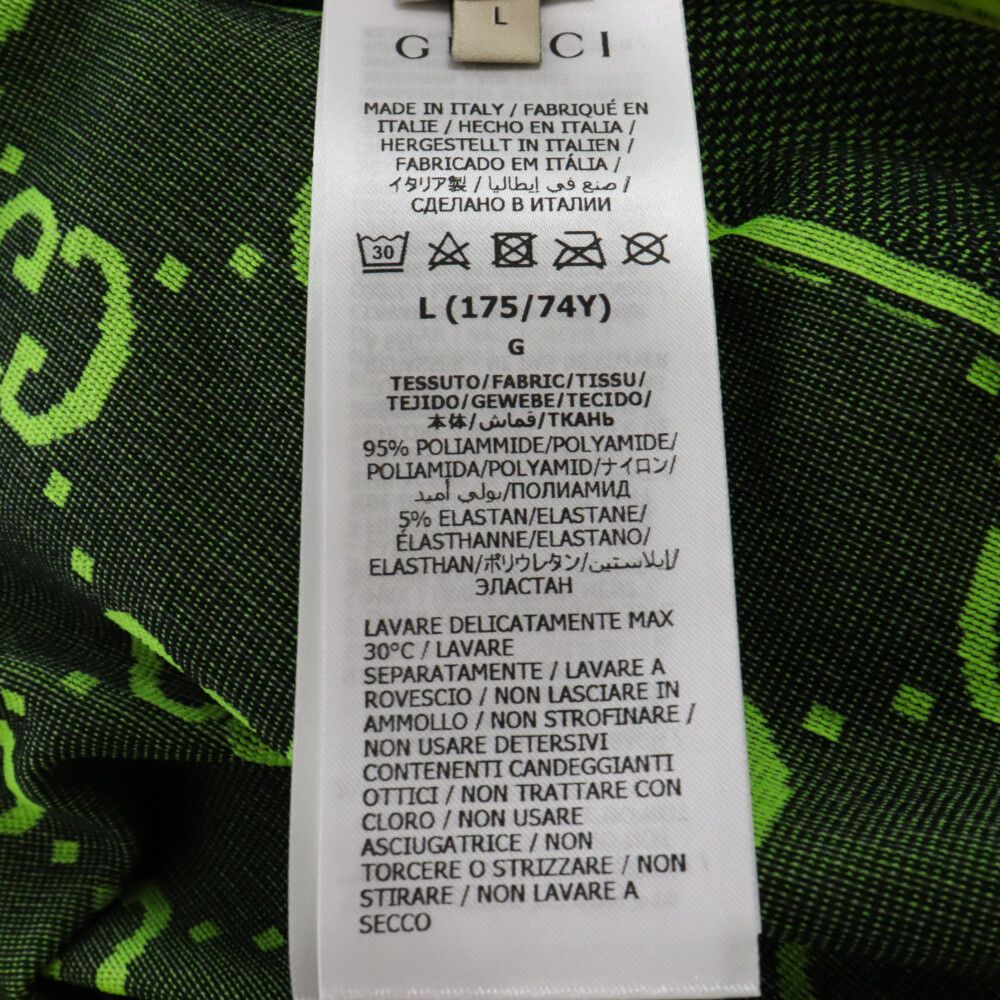 L
GUCCI
MADE IN ITALY / FABRIQUÉ EN
ITALIE / HECHO EN ITALIA /
HERGESTELLT IN ITALIEN /
FABRICADO EM ITÁLIA /
イタリア製 / صنع في إيطاليا /
СДЕЛАНО В ИТАЛИИ
30
L (175/74Y)
G
TESSUTO/FABRIC/TISSU/
TEJIDO/GEWEBE/TECIDO/
本体/قماش/ТКАНЬ
95% POLIAMMIDE/POLYAMIDE/
POLIAMIDA/POLYAMID/ナイロン/
بولي أميد/ПОЛИАМИД
5% ELASTAN/ELASTANE/
ÉLASTHANNE/ELASTANO/
ELASTHAN/ポリウレタン/إيلاستين/
ЭЛАСТАН
LAVARE DELICATAMENTE MAX
30°C / LAVARE
SEPARATAMENTE / LAVARE A
ROVESCIO / NON LASCIARE IN
AMMOLLO / NON STROFINARE /
NON USARE DETERSIVI
CONTENENTI CANDEGGIANTI
OTTICI / NON TRATTARE CON
CLORO / NON USARE
ASCIUGATRICE / NON
TORCERE O STRIZZARE / NON
STIRARE / NON LAVARE A
SECCO